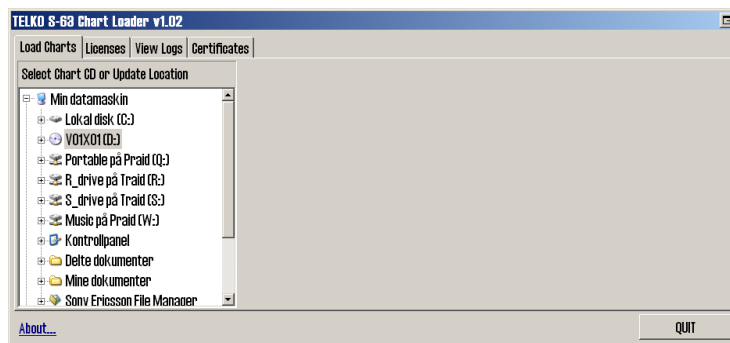 TELKO S-63 Chart Loader v1.02
Load Charts Licenses View Logs Certificates
Select Chart CD or Update Location
Min datamaskin
Lokal disk (C:)
V01X01 (D:)
Portable på Praid (Q:)
R_drive på Traid (R:)
S_drive på Traid (S:)
Music på Praid (W:)
Kontrollpanel
Delte dokumenter
Mine dokumenter
Sony Ericsson File Manager
About...
QUIT